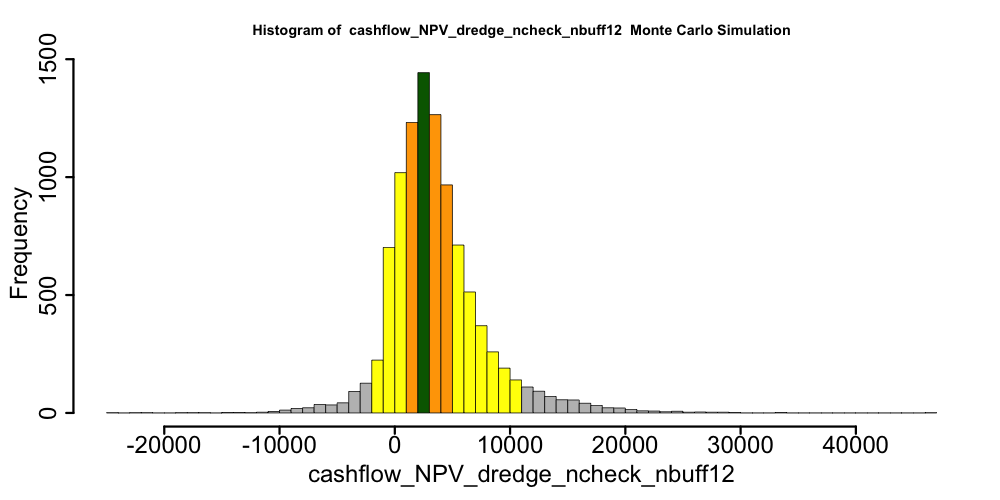 Histogram of  cashflow_NPV_dredge_ncheck_nbuff12  Monte Carlo Simulation
1500
1000
500
0
Frequency
-20000 -10000 0 10000 20000 30000 40000
cashflow_NPV_dredge_ncheck_nbuff12